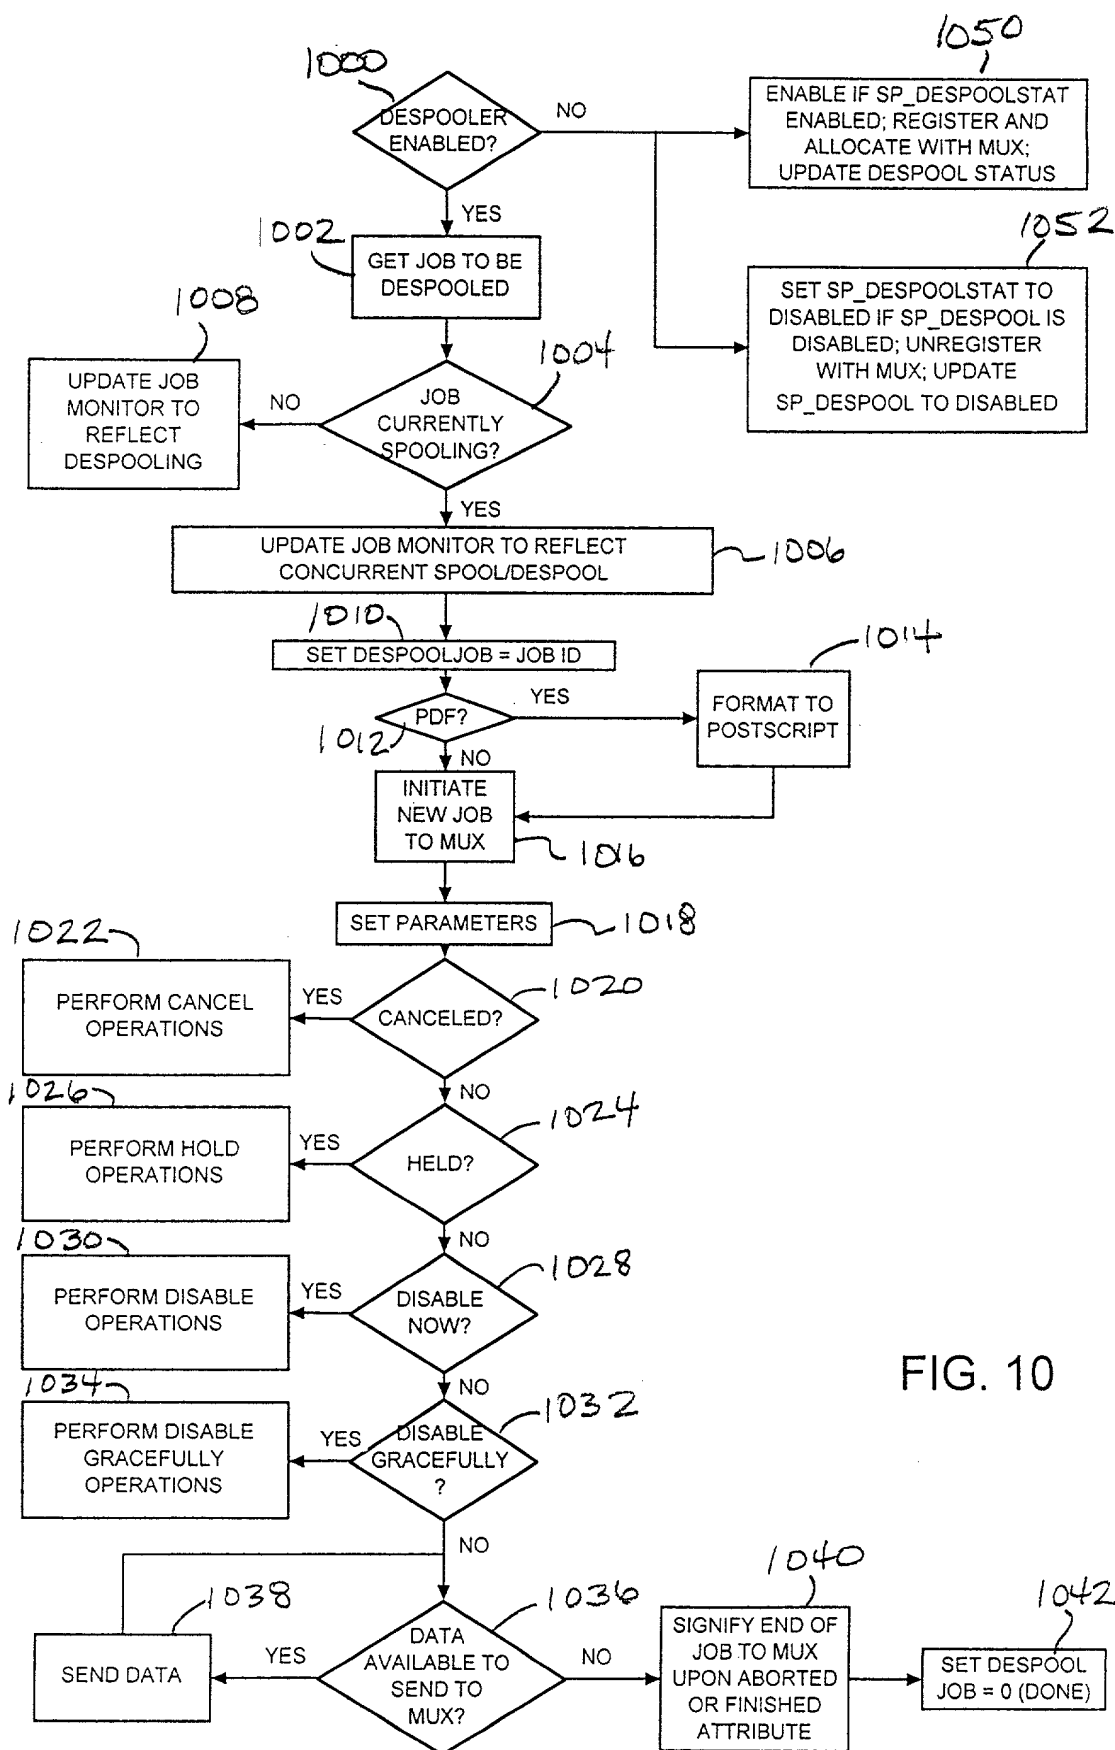 1000
DESPOOLER
ENABLED?
NO
1050
ENABLE IF SP_DESPOOLSTAT
ENABLED; REGISTER AND
ALLOCATE WITH MUX;
UPDATE DESPOOL STATUS
1052
SET SP_DESPOOLSTAT TO
DISABLED IF SP_DESPOOL IS
DISABLED; UNREGISTER
WITH MUX; UPDATE
SP_DESPOOL TO DISABLED
YES
1002
GET JOB TO BE
DESPOOLED
1004
JOB
CURRENTLY
SPOOLING?
NO
1008
UPDATE JOB
MONITOR TO
REFLECT
DESPOOLING
YES
UPDATE JOB MONITOR TO REFLECT
CONCURRENT SPOOL/DESPOOL
1006
1010
SET DESPOOLJOB = JOB ID
PDF?
1012
YES
1014
FORMAT TO
POSTSCRIPT
NO
INITIATE
NEW JOB
TO MUX
1016
SET PARAMETERS
1018
CANCELED?
1020
YES
1022
PERFORM CANCEL
OPERATIONS
NO
HELD?
1024
YES
1026
PERFORM HOLD
OPERATIONS
NO
DISABLE
NOW?
1028
YES
1030
PERFORM DISABLE
OPERATIONS
NO
DISABLE
GRACEFULLY
?
1032
YES
1034
PERFORM DISABLE
GRACEFULLY
OPERATIONS
FIG. 10
NO
DATA
AVAILABLE TO
SEND TO
MUX?
1036
YES
1038
SEND DATA
NO
1040
SIGNIFY END OF
JOB TO MUX
UPON ABORTED
OR FINISHED
ATTRIBUTE
1042
SET DESPOOL
JOB = 0 (DONE)